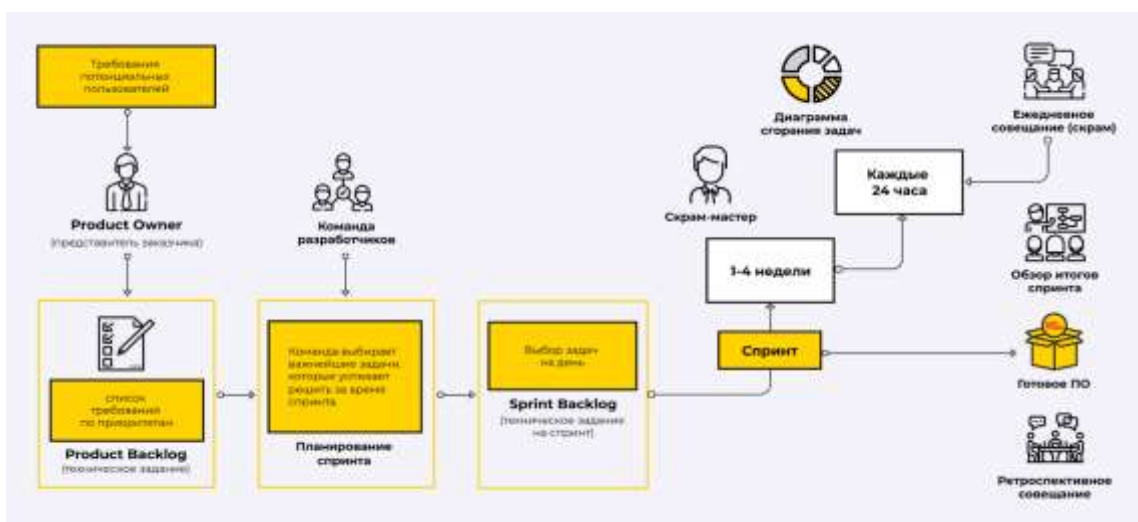 Требования
потенциальных
пользователей
Product Owner
(представитель заказчика)
Команда
разработчиков
список
требований
по приоритетам
Product Backlog
(техническое задание)
Команда выбирает
важнейшие задачи,
которые успевает
решить за время
спринта
Планирование
спринта
Выбор задач
на день
Sprint Backlog
(техническое задание
на спринт)
Диаграмма
сгорания задач
Скрам-мастер
1-4 недели
Спринт
Каждые
24 часа
Ежедневное
совещание (скрам)
Обзор итогов
спринта
Готовое ПО
Ретроспективное
совещание